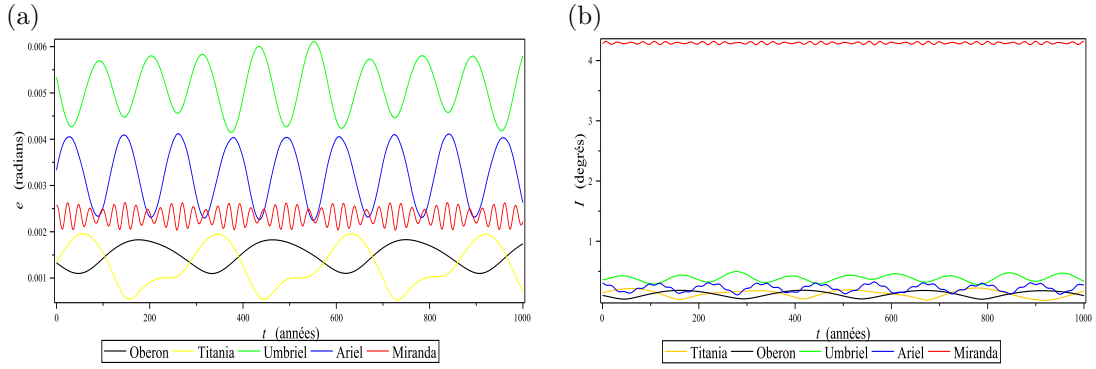 (a)
0.006
0.005
0.004
0.003
0.002
0.001
e (radians)
0
200
400
600
800
1000
t (années)
Oberon Titania Umbriel Ariel Miranda
(b)
4
3
2
1
I (degrés)
0
200
400
600
800
1000
t (années)
Titania Oberon Umbriel Ariel Miranda